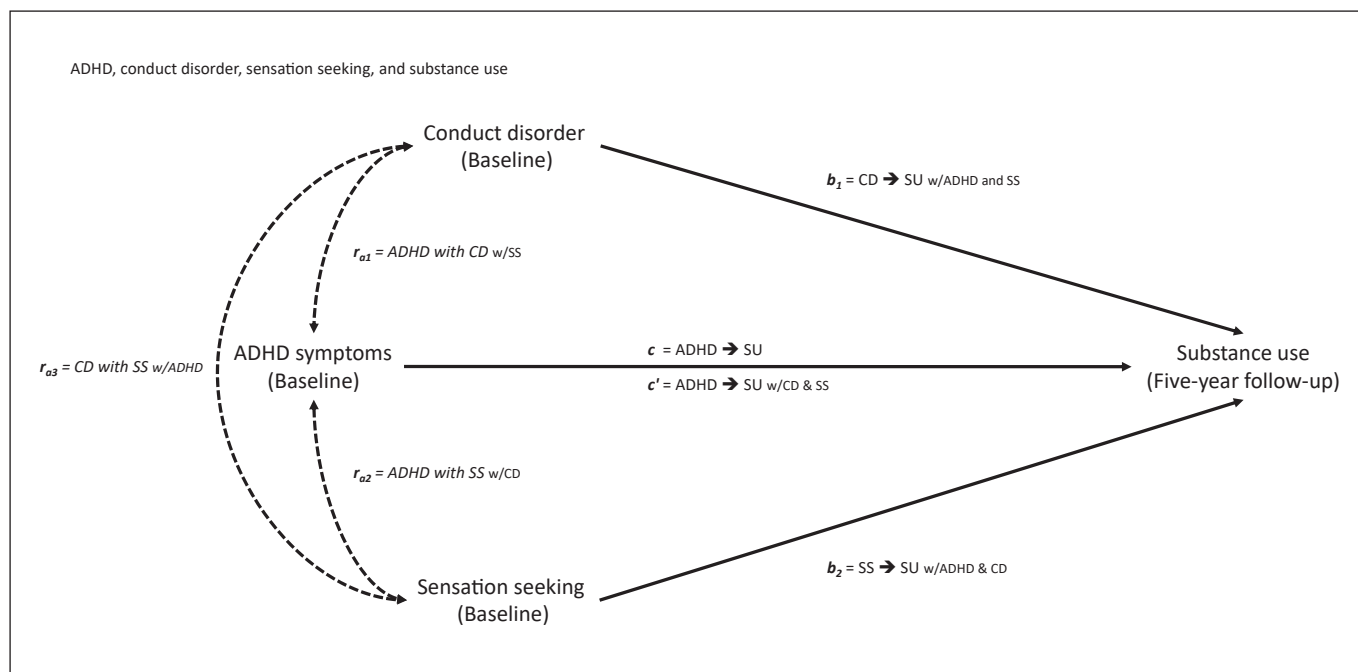 ADHD, conduct disorder, sensation seeking, and substance use
Conduct disorder
(Baseline)
b1 = CD ➔ SU w/ADHD and SS
ra1 = ADHD with CD w/SS
ra3 = CD with SS w/ADHD
ADHD symptoms
(Baseline)
c = ADHD ➔ SU
c' = ADHD ➔ SU w/CD & SS
Substance use
(Five-year follow-up)
ra2 = ADHD with SS w/CD
b2 = SS ➔ SU w/ADHD & CD
Sensation seeking
(Baseline)